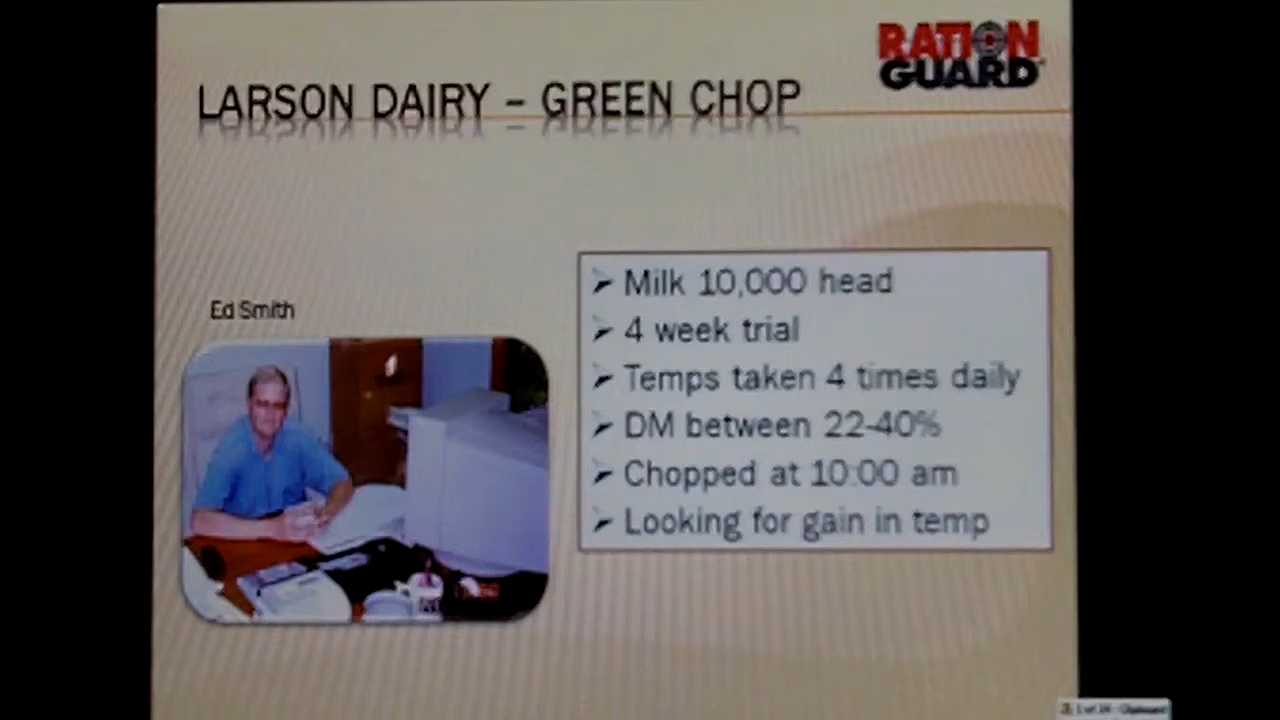 RATION
GUARD
LARSON DAIRY – GREEN CHOP
Ed Smith
➢ Milk 10,000 head
➢ 4 week trial
➢ Temps taken 4 times daily
➢ DM between 22-40%
➢ Chopped at 10:00 am
➢ Looking for gain in temp